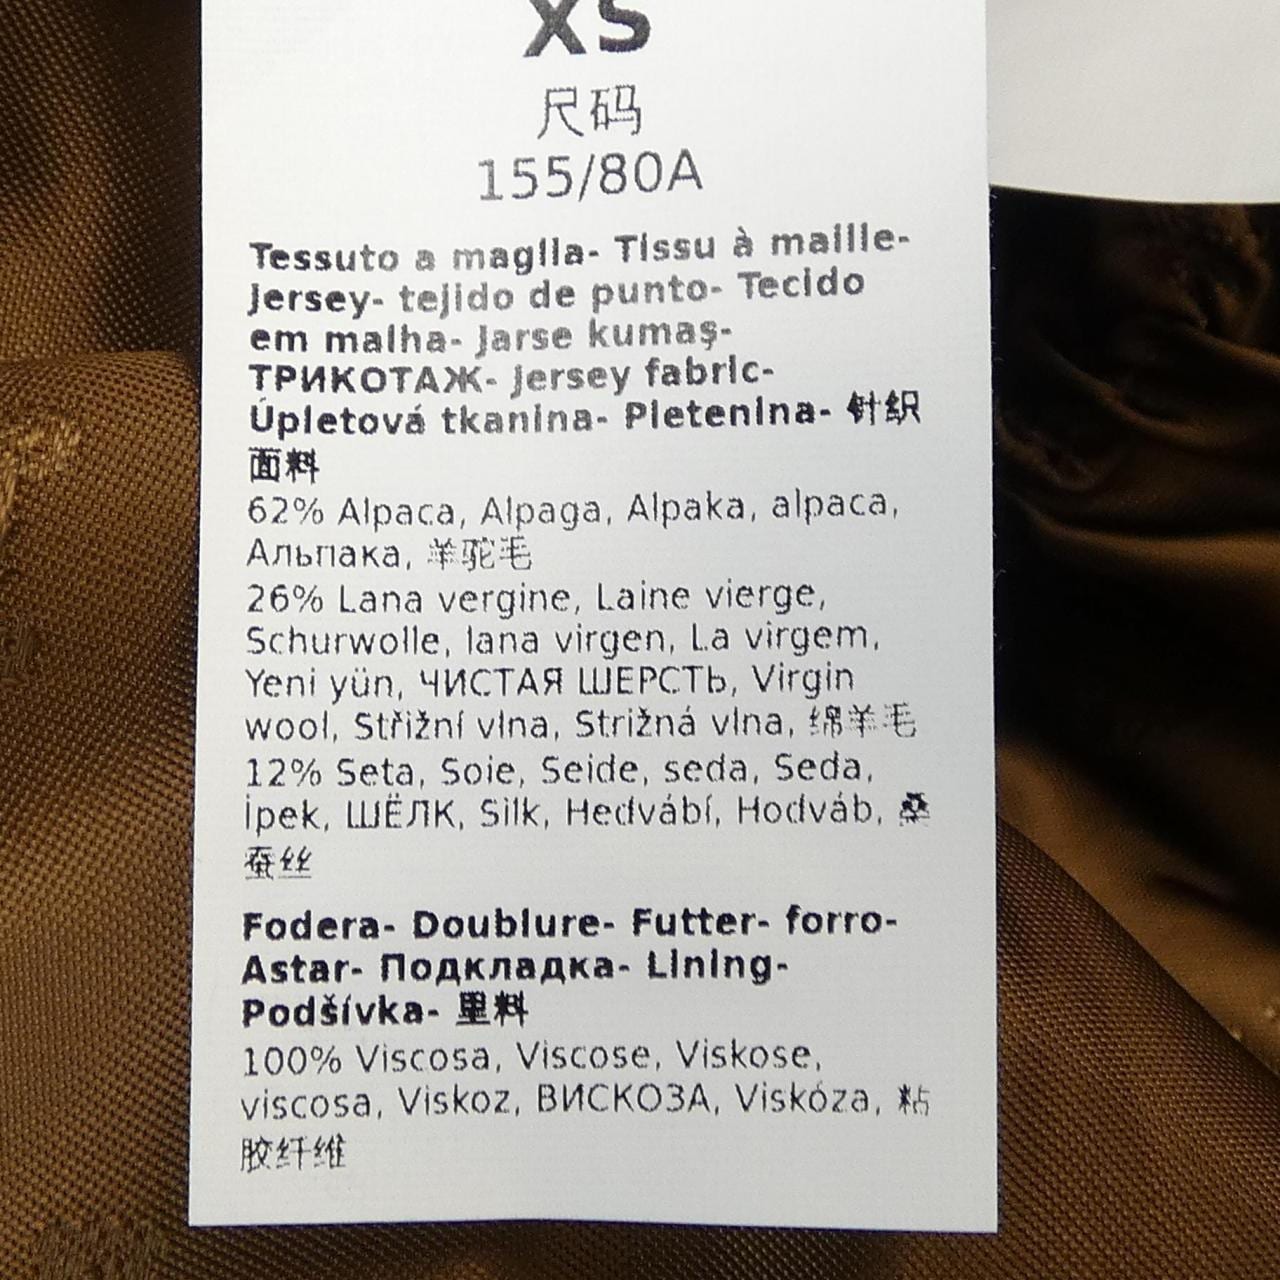 XS
尺码
155/80A
Tessuto a maglia- Tissu à maille-
Jersey- tejido de punto- Tecido
em malha- Jarse kumaş-
ТРИКОТАЖ- Jersey fabric-
Úpletová tkanina- Pletenina- 针织
面料
62% Alpaca, Alpaga, Alpaka, alpaca,
Альпака, 羊驼毛
26% Lana vergine, Laine vierge,
Schurwolle, lana virgen, La virgem,
Yeni yün, ЧИСТАЯ ШЕРСТЬ, Virgin
wool, Střižní vlna, Strižná vlna, 绵羊毛
12% Seta, Soie, Seide, seda, Seda,
İpek, ШЁЛК, Silk, Hedvábí, Hodváb, 桑
蚕丝
Fodera- Doublure- Futter- forro-
Astar- Подкладка- Lining-
Podšívka- 里料
100% Viscosa, Viscose, Viskose,
viscosa, Viskoz, ВИСКОЗА, Viskóza, 粘
胶纤维